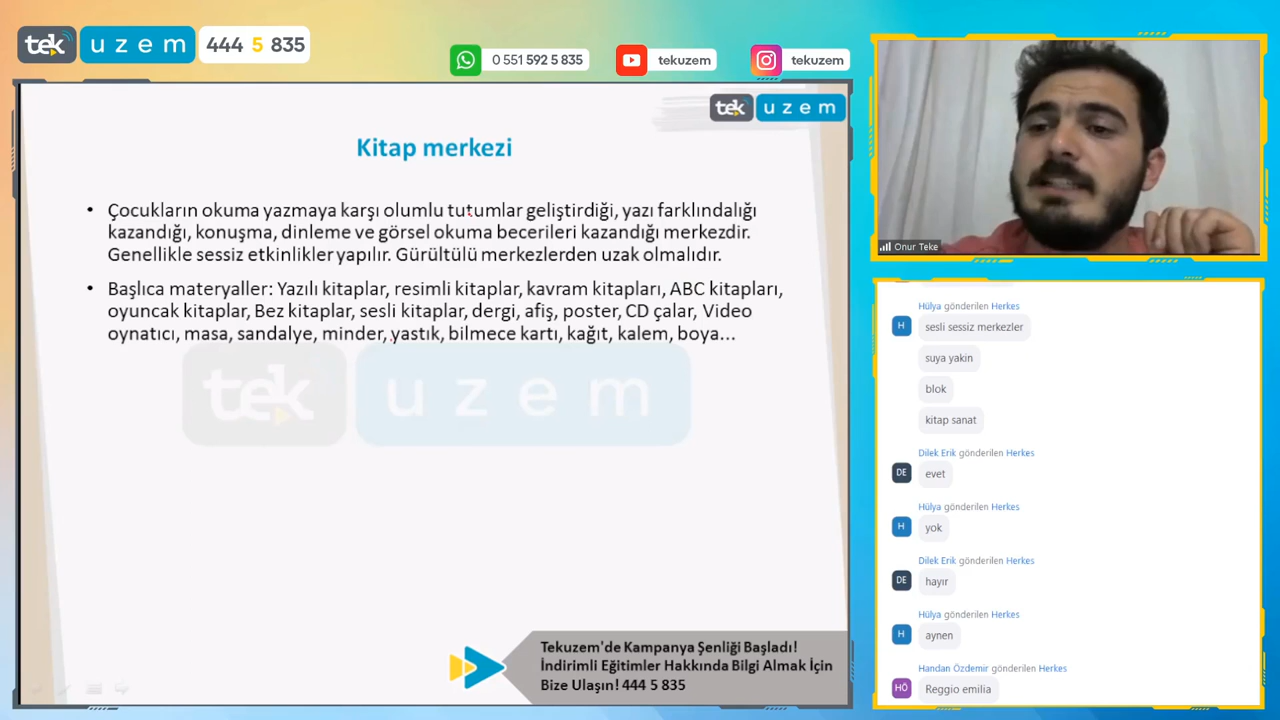 tek uzem 444 5 835
0 551 592 5 835
tekuzem
tekuzem
tek uzem
Kitap merkezi
• Çocukların okuma yazmaya karşı olumlu tutumlar geliştirdiği, yazı farklındalığı
kazandığı, konuşma, dinleme ve görsel okuma becerileri kazandığı merkezdir.
Genellikle sessiz etkinlikler yapılır. Gürültülü merkezlerden uzak olmalıdır.
• Başlıca materyaller: Yazılı kitaplar, resimli kitaplar, kavram kitapları, ABC kitapları,
oyuncak kitaplar, Bez kitaplar, sesli kitaplar, dergi, afiş, poster, CD çalar, Video
oynatıcı, masa, sandalye, minder, yastık, bilmece kartı, kağıt, kalem, boya...
tek uzem
Tekuzem'de Kampanya Şenliği Başladı!
İndirimli Eğitimler Hakkında Bilgi Almak İçin
Bize Ulaşın! 444 5 835
Onur Teke
Hülya gönderilen Herkes
H sesli sessiz merkezler
suya yakin
blok
kitap sanat
Dilek Erik gönderilen Herkes
DE evet
Hülya gönderilen Herkes
H yok
Dilek Erik gönderilen Herkes
DE hayır
Hülya gönderilen Herkes
H aynen
Handan Özdemir gönderilen Herkes
HÖ Reggio emilia